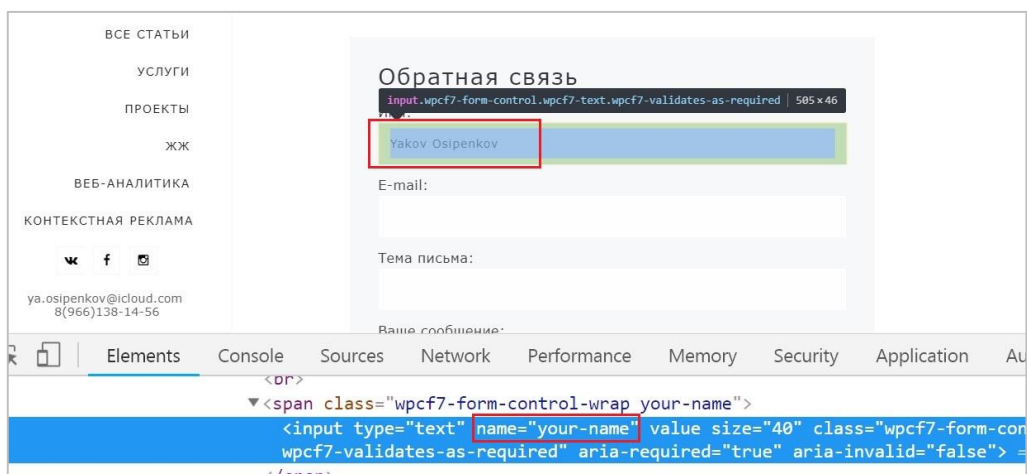 ВСЕ СТАТЬИ
УСЛУГИ
ПРОЕКТЫ
ЖЖ
ВЕБ-АНАЛИТИКА
КОНТЕКСТНАЯ РЕКЛАМА
ya.osipenkov@icloud.com
8(966)138-14-56
Обратная связь
input.wpcf7-form-control.wpcf7-text.wpcf7-validates-as-required | 505 × 46
Yakov Osipenkov
E-mail:
Тема письма:
Ваше сообщение:
Elements Console Sources Network Performance Memory Security Application Au
<br>
▼<span class="wpcf7-form-control-wrap your-name">
<input type="text" name="your-name" value size="40" class="wpcf7-form-con
wpcf7-validates-as-required" aria-required="true" aria-invalid="false"> =
</span>